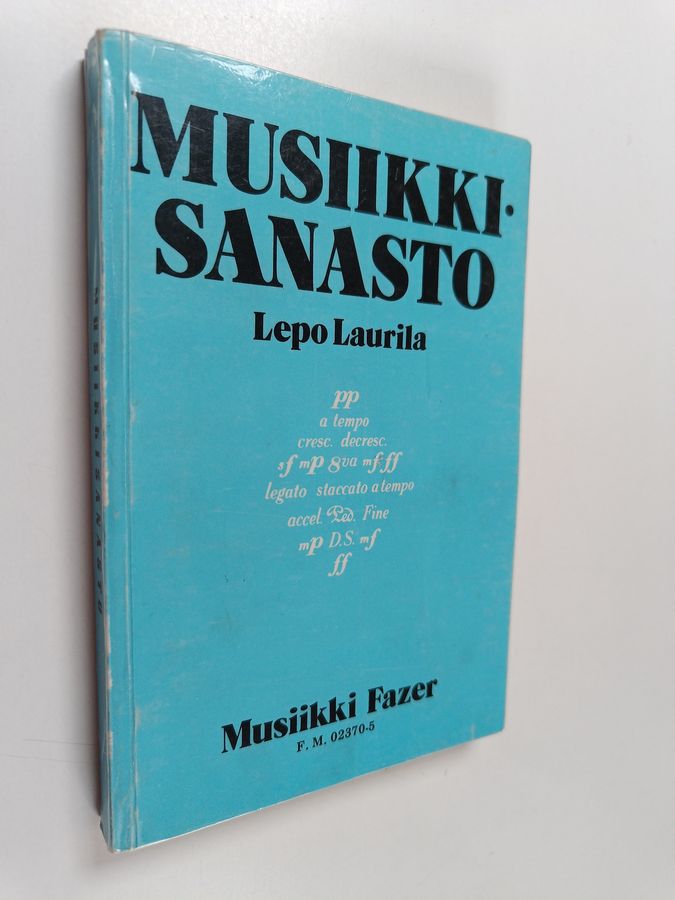 MUSIIKKI-
SANASTO
Lepo Laurila
pp
a tempo
cresc. decresc.
sf mp 8va mf ff
legato staccato a tempo
accel. Ped. Fine
mp D.S. mf
ff
Musiikki Fazer
F. M. 02370-5
MUSIIKKISANASTO